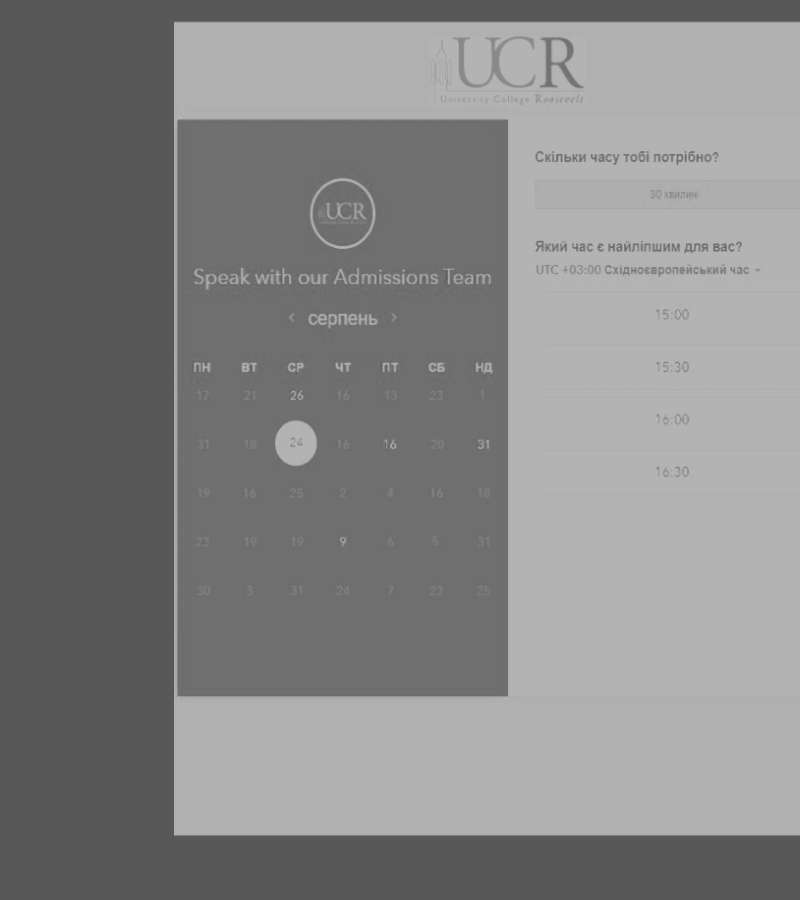 UCR
University College Roosevelt
UCR
Speak with our Admissions Team
< серпень >
ПН ВТ СР ЧТ ПТ СБ НД
17 21 26 16 13 23 1
31 18 24 16 16 20 31
19 16 25 2 4 16 18
23 19 19 9 6 5 31
30 3 31 24 7 23 25
Скільки часу тобі потрібно?
30 хвилин
Який час є найліпшим для вас?
UTC +03:00 Східноєвропейський час
15:00
15:30
16:00
16:30